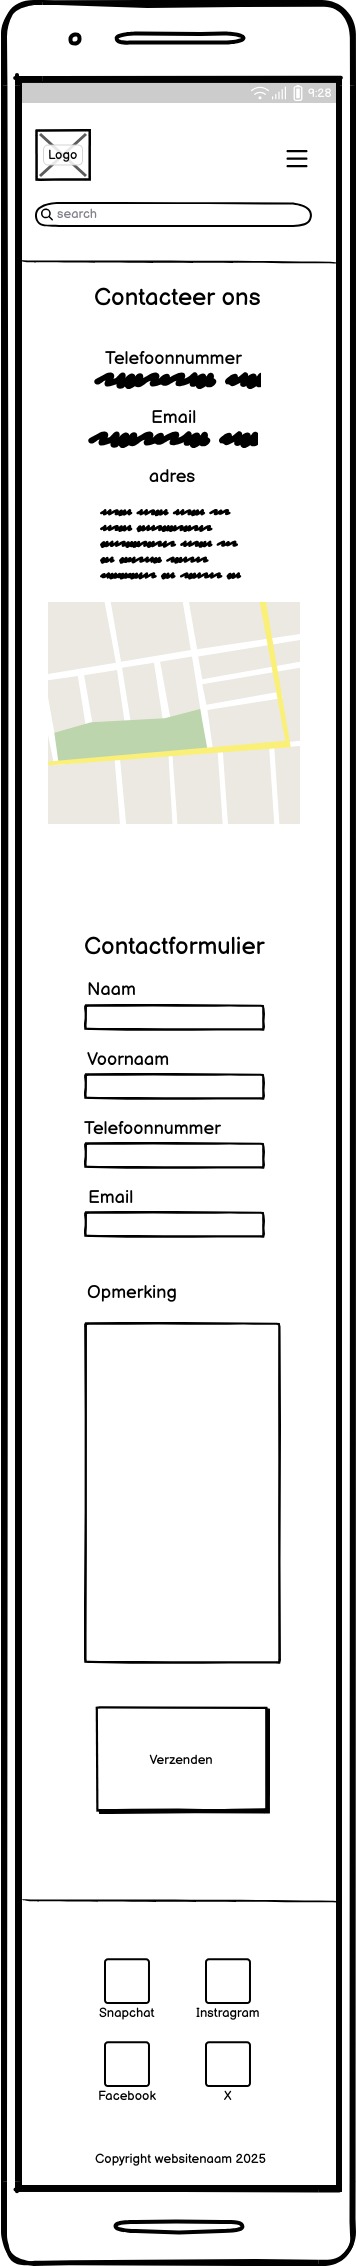 9:28
Logo
search
Contacteer ons
Telefoonnummer
Email
adres
Contactformulier
Naam
Voornaam
Telefoonnummer
Email
Opmerking
Verzenden
Snapchat Instragram
Facebook X
Copyright websitenaam 2025